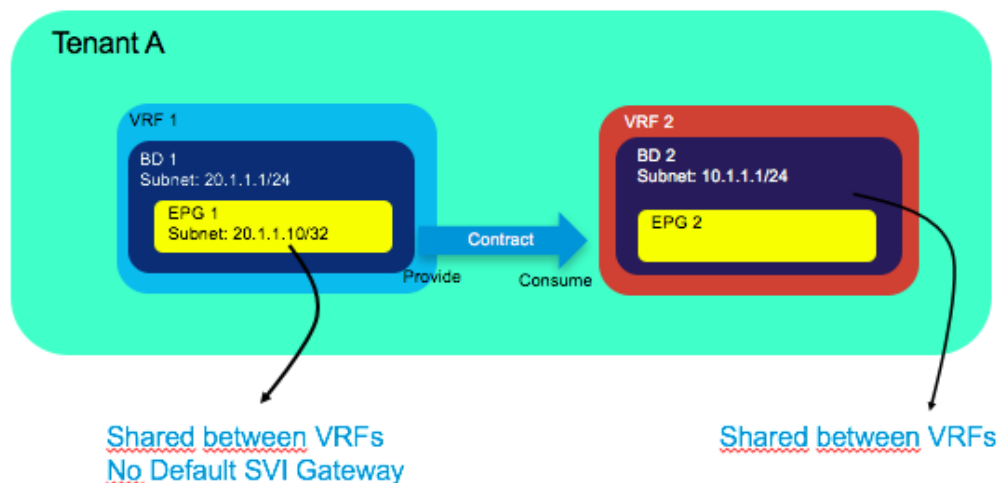 Tenant A
VRF 1
BD 1
Subnet: 20.1.1.1/24
EPG 1
Subnet: 20.1.1.10/32
Contract
Provide
Consume
VRF 2
BD 2
Subnet: 10.1.1.1/24
EPG 2
Shared between VRFs
No Default SVI Gateway
Shared between VRFs